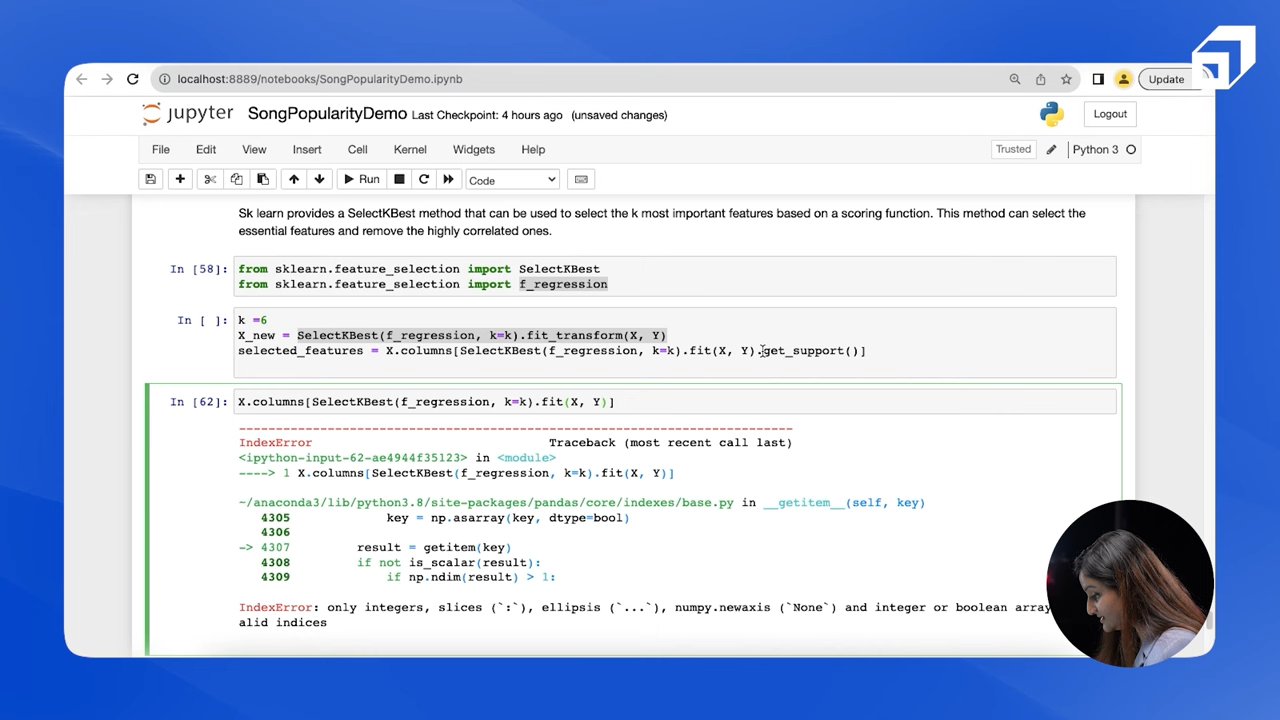 localhost:8889/notebooks/SongPopularityDemo.ipynb
Update
jupyter SongPopularityDemo Last Checkpoint: 4 hours ago (unsaved changes)
Logout
File Edit View Insert Cell Kernel Widgets Help
Trusted
Python 3
Run
Code
Sk learn provides a SelectKBest method that can be used to select the k most important features based on a scoring function. This method can select the
essential features and remove the highly correlated ones.
In [58]: from sklearn.feature_selection import SelectKBest
from sklearn.feature_selection import f_regression
In [ ]: k =6
X_new = SelectKBest(f_regression, k=k).fit_transform(X, Y)
selected_features = X.columns[SelectKBest(f_regression, k=k).fit(X, Y).get_support()]
In [62]: X.columns[SelectKBest(f_regression, k=k).fit(X, Y)]
---------------------------------------------------------------------------
IndexError Traceback (most recent call last)
<ipython-input-62-ae4944f35123> in <module>
----> 1 X.columns[SelectKBest(f_regression, k=k).fit(X, Y)]
~/anaconda3/lib/python3.8/site-packages/pandas/core/indexes/base.py in __getitem__(self, key)
4305 key = np.asarray(key, dtype=bool)
4306
-> 4307 result = getitem(key)
4308 if not is_scalar(result):
4309 if np.ndim(result) > 1:
IndexError: only integers, slices (`:`), ellipsis (`...`), numpy.newaxis (`None`) and integer or boolean array
alid indices